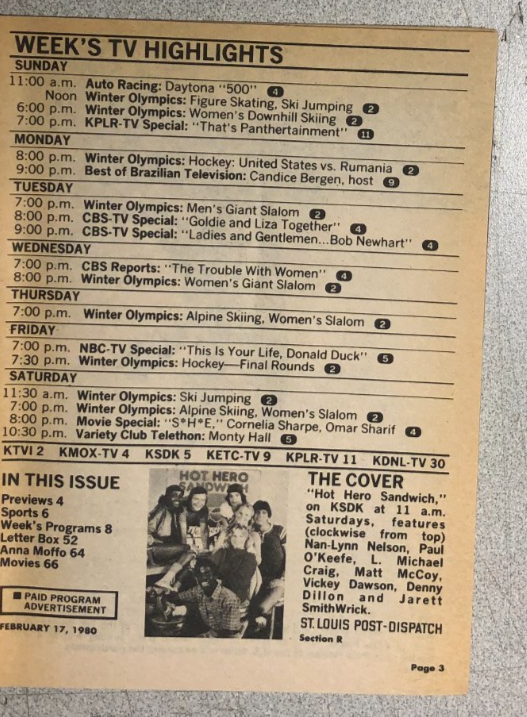 WEEK'S TV HIGHLIGHTS
SUNDAY
11:00 a.m. Auto Racing: Daytona "500" 4
Noon Winter Olympics: Figure Skating, Ski Jumping 2
6:00 p.m. Winter Olympics: Women's Downhill Skiing 2
7:00 p.m. KPLR-TV Special: "That's Panthertainment" 11
MONDAY
8:00 p.m. Winter Olympics: Hockey: United States vs. Rumania 2
9:00 p.m. Best of Brazilian Television: Candice Bergen, host 9
TUESDAY
7:00 p.m. Winter Olympics: Men's Giant Slalom 2
8:00 p.m. CBS-TV Special: "Goldie and Liza Together" 4
9:00 p.m. CBS-TV Special: "Ladies and Gentlemen...Bob Newhart" 4
WEDNESDAY
7:00 p.m. CBS Reports: "The Trouble With Women" 4
8:00 p.m. Winter Olympics: Women's Giant Slalom 2
THURSDAY
7:00 p.m. Winter Olympics: Alpine Skiing, Women's Slalom 2
FRIDAY
7:00 p.m. NBC-TV Special: "This Is Your Life, Donald Duck" 5
7:30 p.m. Winter Olympics: Hockey—Final Rounds 2
SATURDAY
11:30 a.m. Winter Olympics: Ski Jumping 2
7:00 p.m. Winter Olympics: Alpine Skiing, Women's Slalom 2
8:00 p.m. Movie Special: "S*H*E," Cornelia Sharpe, Omar Sharif 4
10:30 p.m. Variety Club Telethon: Monty Hall 5
KTVI 2 KMOX-TV 4 KSDK 5 KETC-TV 9 KPLR-TV 11 KDNL-TV 30
IN THIS ISSUE
Previews 4
Sports 6
Week's Programs 8
Letter Box 52
Anna Moffo 64
Movies 66
■ PAID PROGRAM
ADVERTISEMENT
FEBRUARY 17, 1980
HOT HERO
SANDWICH
THE COVER
"Hot Hero Sandwich,"
on KSDK at 11 a.m.
Saturdays, features
(clockwise from top)
Nan-Lynn Nelson, Paul
O'Keefe, L. Michael
Craig, Matt McCoy,
Vickey Dawson, Denny
Dillon and Jarett
SmithWrick.
ST. LOUIS POST-DISPATCH
Section R
Page 3